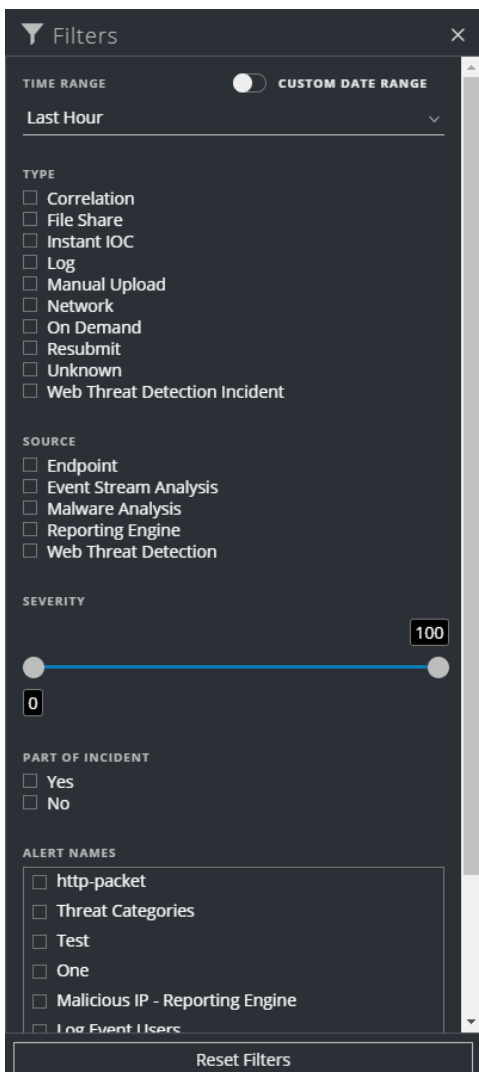 Filters
TIME RANGE CUSTOM DATE RANGE
Last Hour
TYPE
Correlation
File Share
Instant IOC
Log
Manual Upload
Network
On Demand
Resubmit
Unknown
Web Threat Detection Incident
SOURCE
Endpoint
Event Stream Analysis
Malware Analysis
Reporting Engine
Web Threat Detection
SEVERITY
100
0
PART OF INCIDENT
Yes
No
ALERT NAMES
http-packet
Threat Categories
Test
One
Malicious IP - Reporting Engine
Log Event Users
Reset Filters